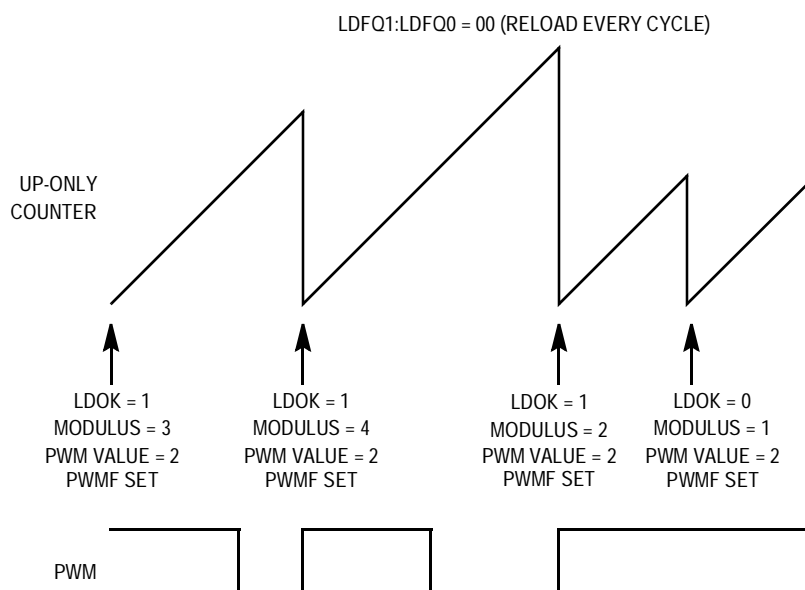 LDFQ1:LDFQ0 = 00 (RELOAD EVERY CYCLE)
UP-ONLY
COUNTER
LDOK = 1
MODULUS = 3
PWM VALUE = 2
PWMF SET
LDOK = 1
MODULUS = 4
PWM VALUE = 2
PWMF SET
LDOK = 1
MODULUS = 2
PWM VALUE = 2
PWMF SET
LDOK = 0
MODULUS = 1
PWM VALUE = 2
PWMF SET
PWM